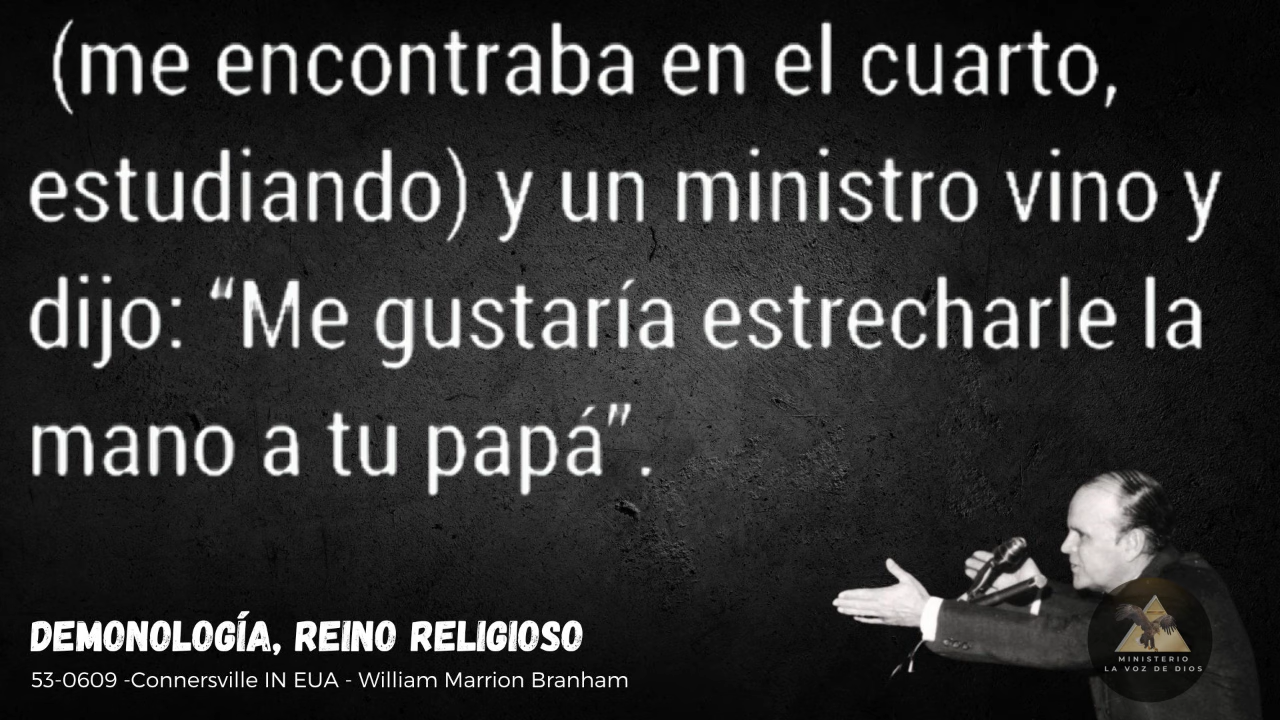 (me encontraba en el cuarto,
estudiando) y un ministro vino y
dijo: “Me gustaría estrecharle la
mano a tu papá”.
DEMONOLOGÍA, REINO RELIGIOSO
53-0609 -Connersville IN EUA - William Marrion Branham
MINISTERIO
LA VOZ DE DIOS